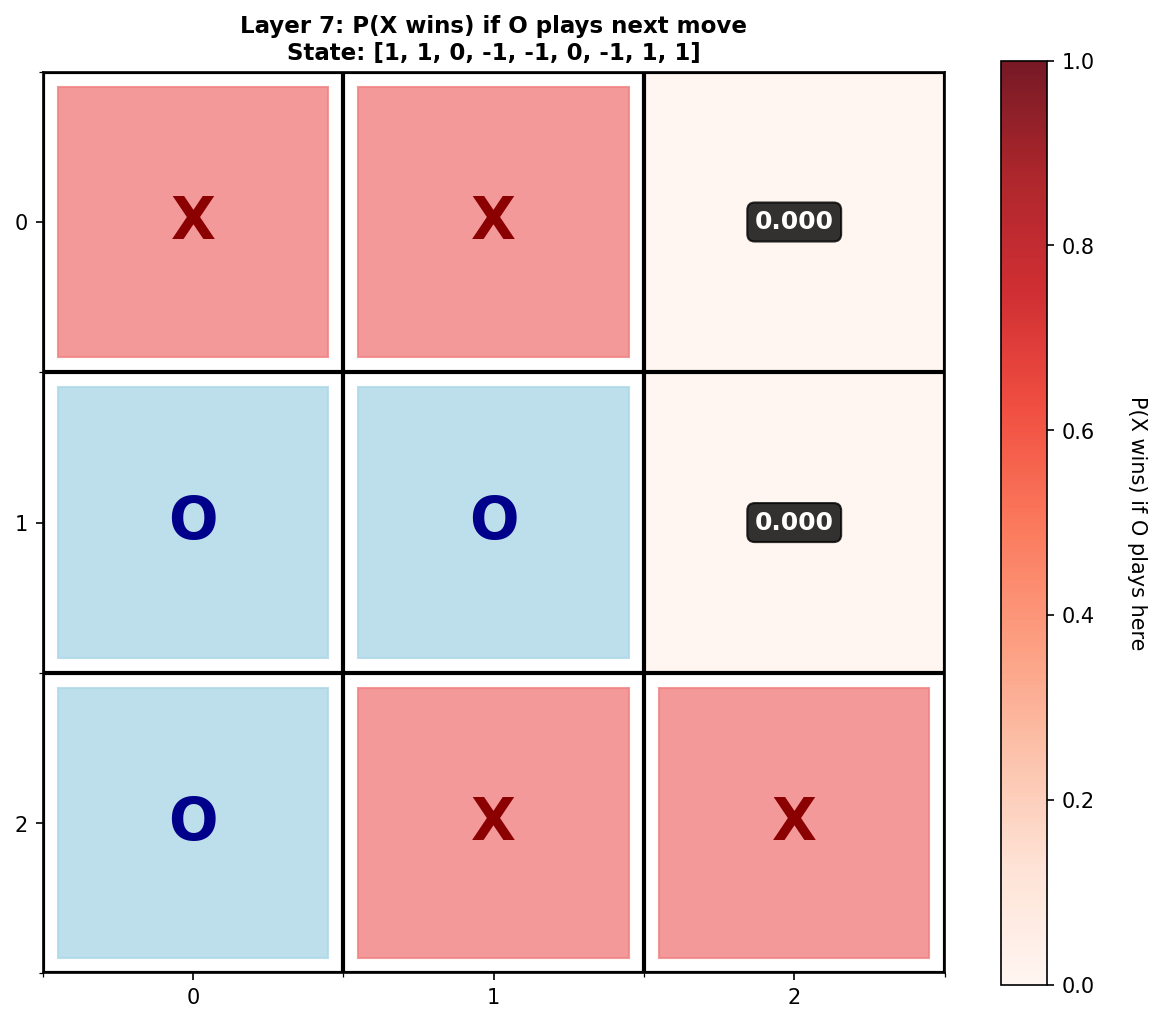 Layer 7: P(X wins) if O plays next move
State: [1, 1, 0, -1, -1, 0, -1, 1, 1]
0
X
X
0.000
1
O
O
0.000
2
O
X
X
0
1
2
1.0
0.8
0.6
0.4
0.2
0.0
P(X wins) if O plays here